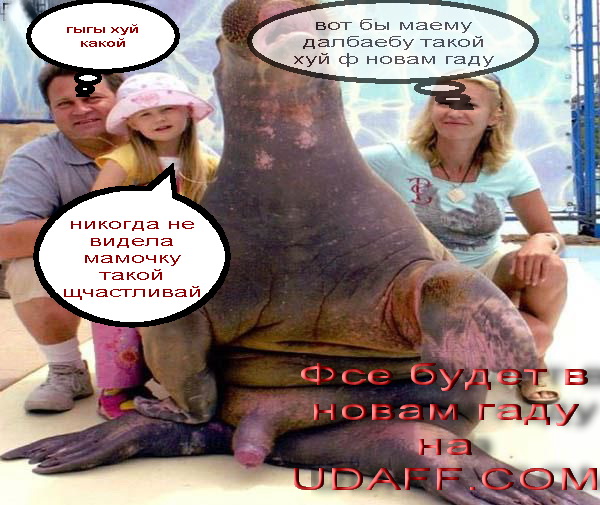 гыгы хуй
какой
вот бы маему
далбаебу такой
хуй ф новам гаду
никогда не
видела
мамочку
такой
щчастливай
Фсе будет в
новам гаду
на
UDAFF.COM